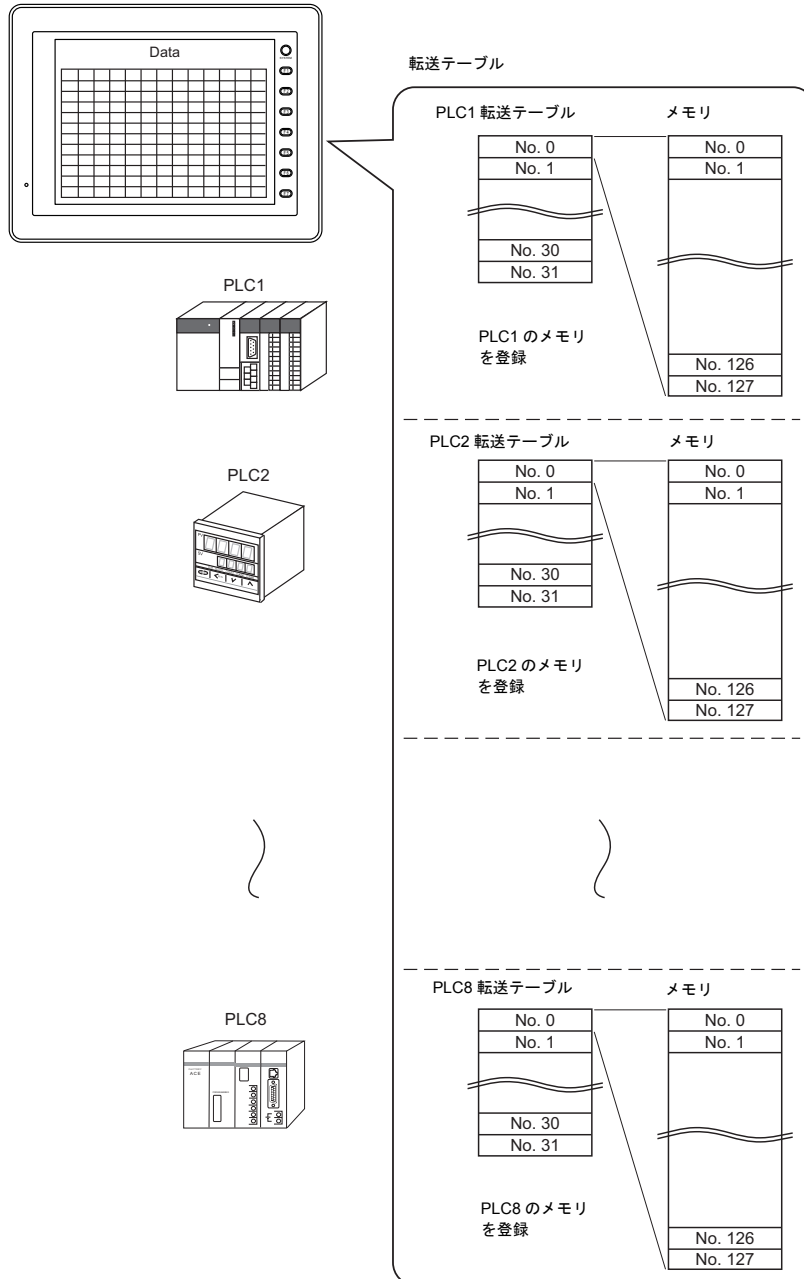 Data
転送テーブル
PLC1 転送テーブル メモリ
No. 0 No. 0
No. 1 No. 1
No. 30
No. 31
PLC1 のメモリ
を登録
No. 126
No. 127
PLC1
PLC2 転送テーブル メモリ
No. 0 No. 0
No. 1 No. 1
No. 30
No. 31
PLC2 のメモリ
を登録
No. 126
No. 127
PLC2
PLC8 転送テーブル メモリ
No. 0 No. 0
No. 1 No. 1
No. 30
No. 31
PLC8 のメモリ
を登録
No. 126
No. 127
PLC8